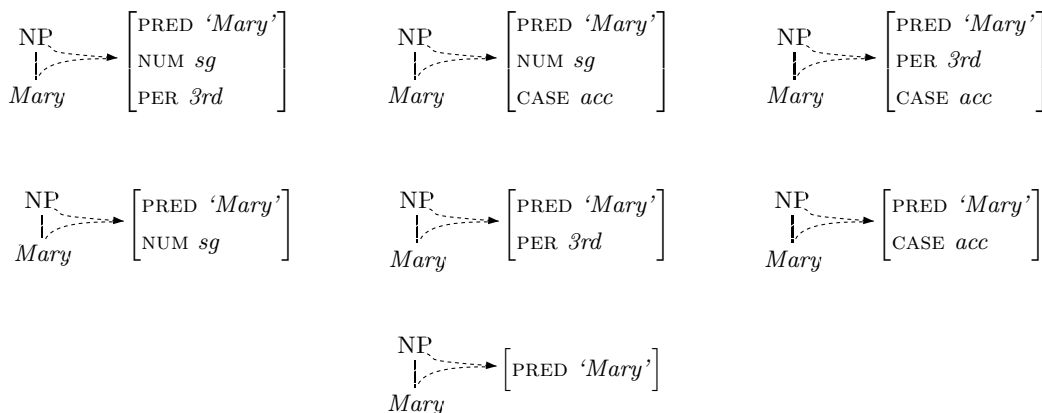 NP PRED ‘Mary’ NP PRED ‘Mary’ NP PRED ‘Mary’
NUM sg NUM sg PER 3rd
Mary PER 3rd Mary CASE acc Mary CASE acc
NP PRED ‘Mary’ NP PRED ‘Mary’ NP PRED ‘Mary’
Mary NUM sg Mary PER 3rd Mary CASE acc
NP
PRED ‘Mary’
Mary